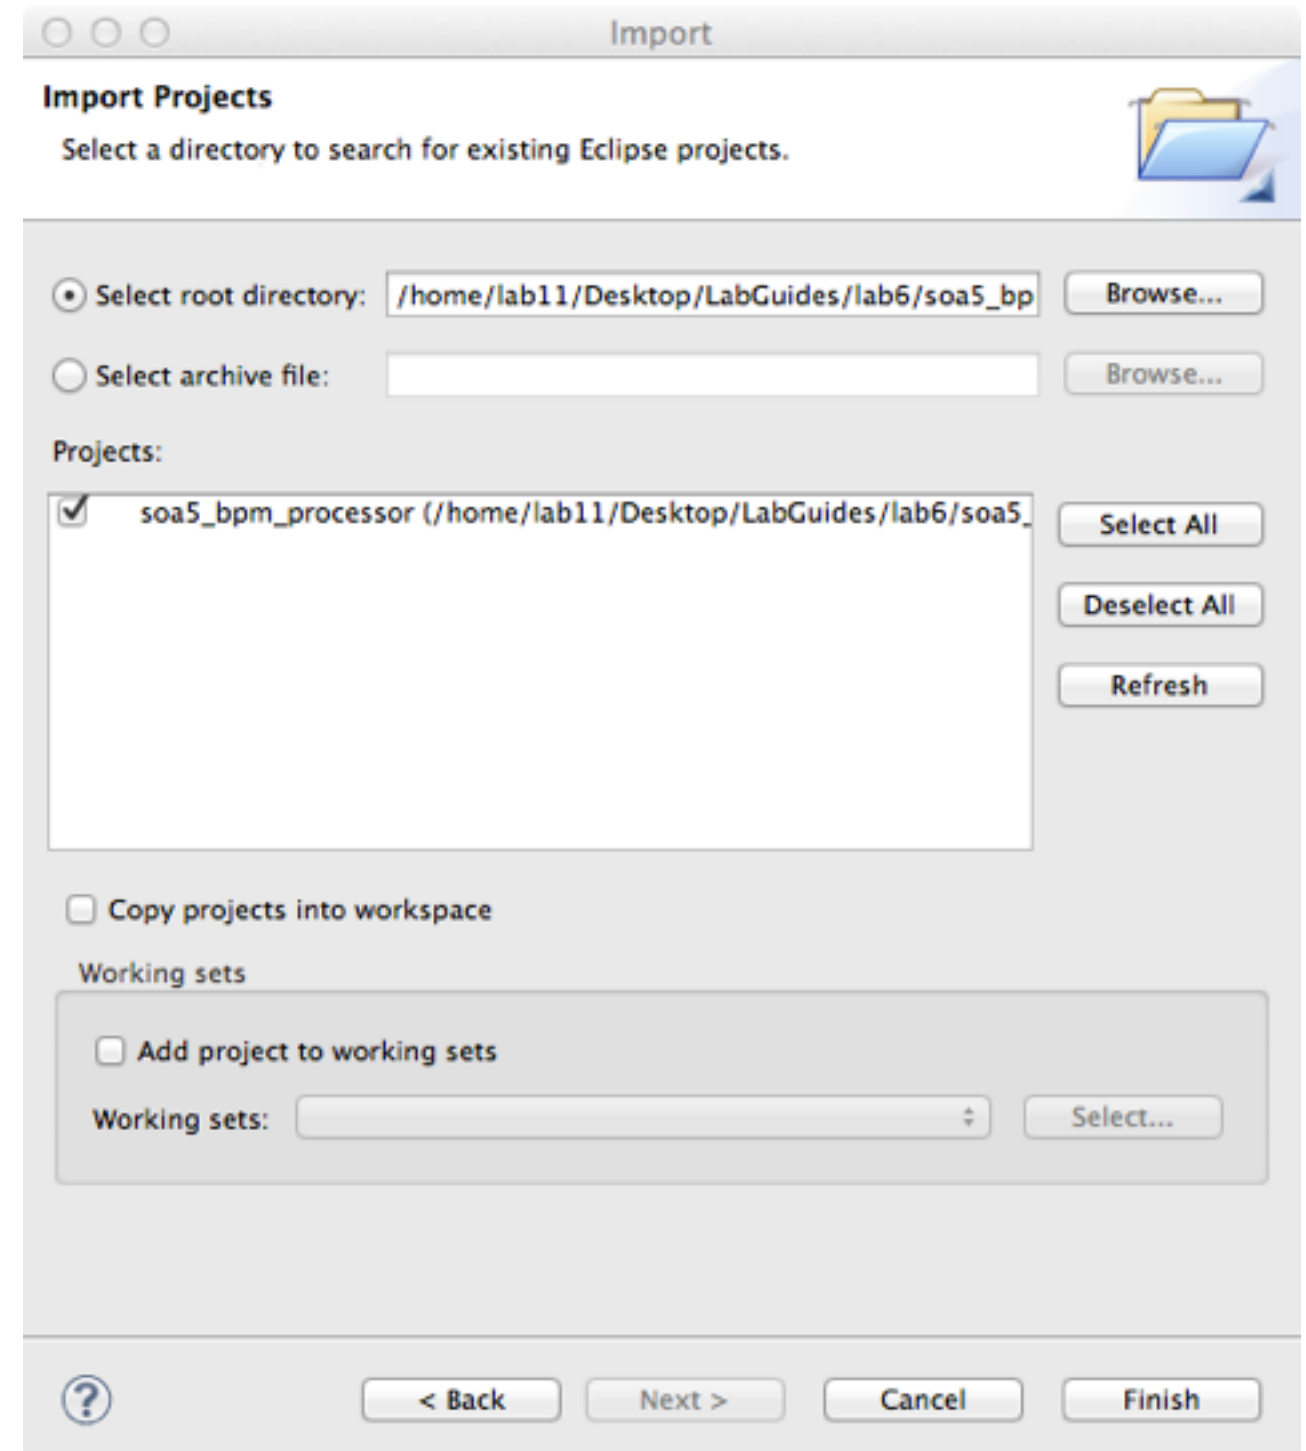 Import
Import Projects
Select a directory to search for existing Eclipse projects.
Select root directory: /home/lab11/Desktop/LabGuides/lab6/soa5_bp Browse...
Select archive file: Browse...
Projects:
soa5_bpm_processor (/home/lab11/Desktop/LabGuides/lab6/soa5_
Select All
Deselect All
Refresh
Copy projects into workspace
Working sets
Add project to working sets
Working sets: Select...
? < Back Next > Cancel Finish